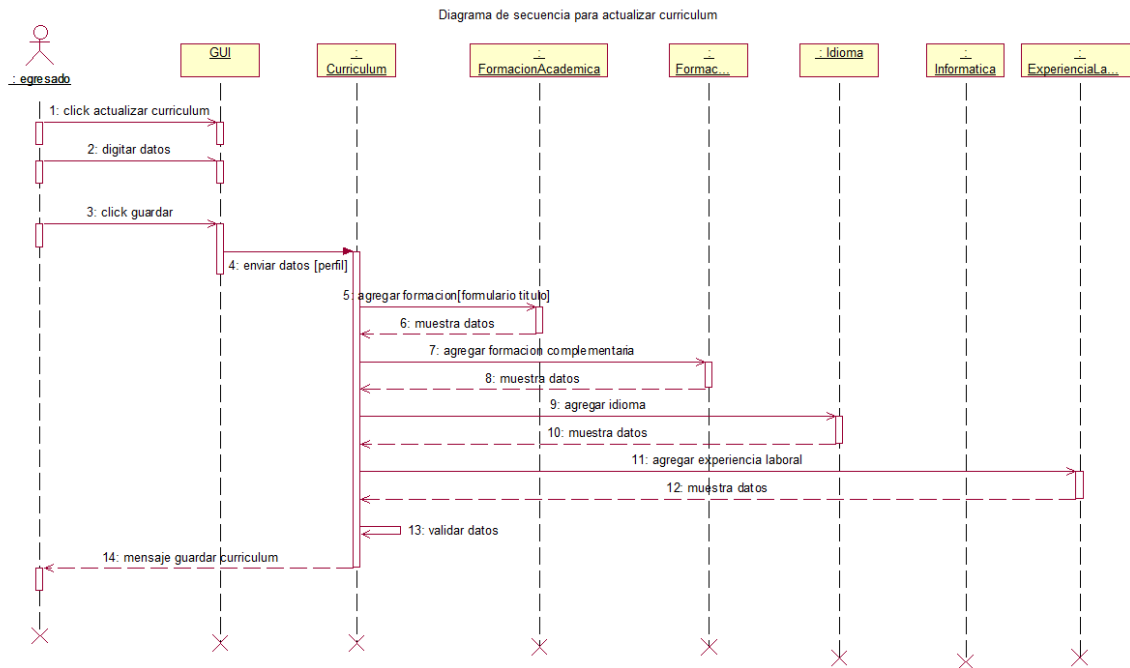 Diagrama de secuencia para actualizar curriculum
: egresado
GUI
:
Curriculum
:
FormacionAcademica
:
Formac...
: Idioma
:
Informatica
:
ExperienciaLa...
1: click actualizar curriculum
2: digitar datos
3: click guardar
4: enviar datos [perfil]
5: agregar formacion[formulario titulo]
6: muestra datos
7: agregar formacion complementaria
8: muestra datos
9: agregar idioma
10: muestra datos
11: agregar experiencia laboral
12: muestra datos
13: validar datos
14: mensaje guardar curriculum